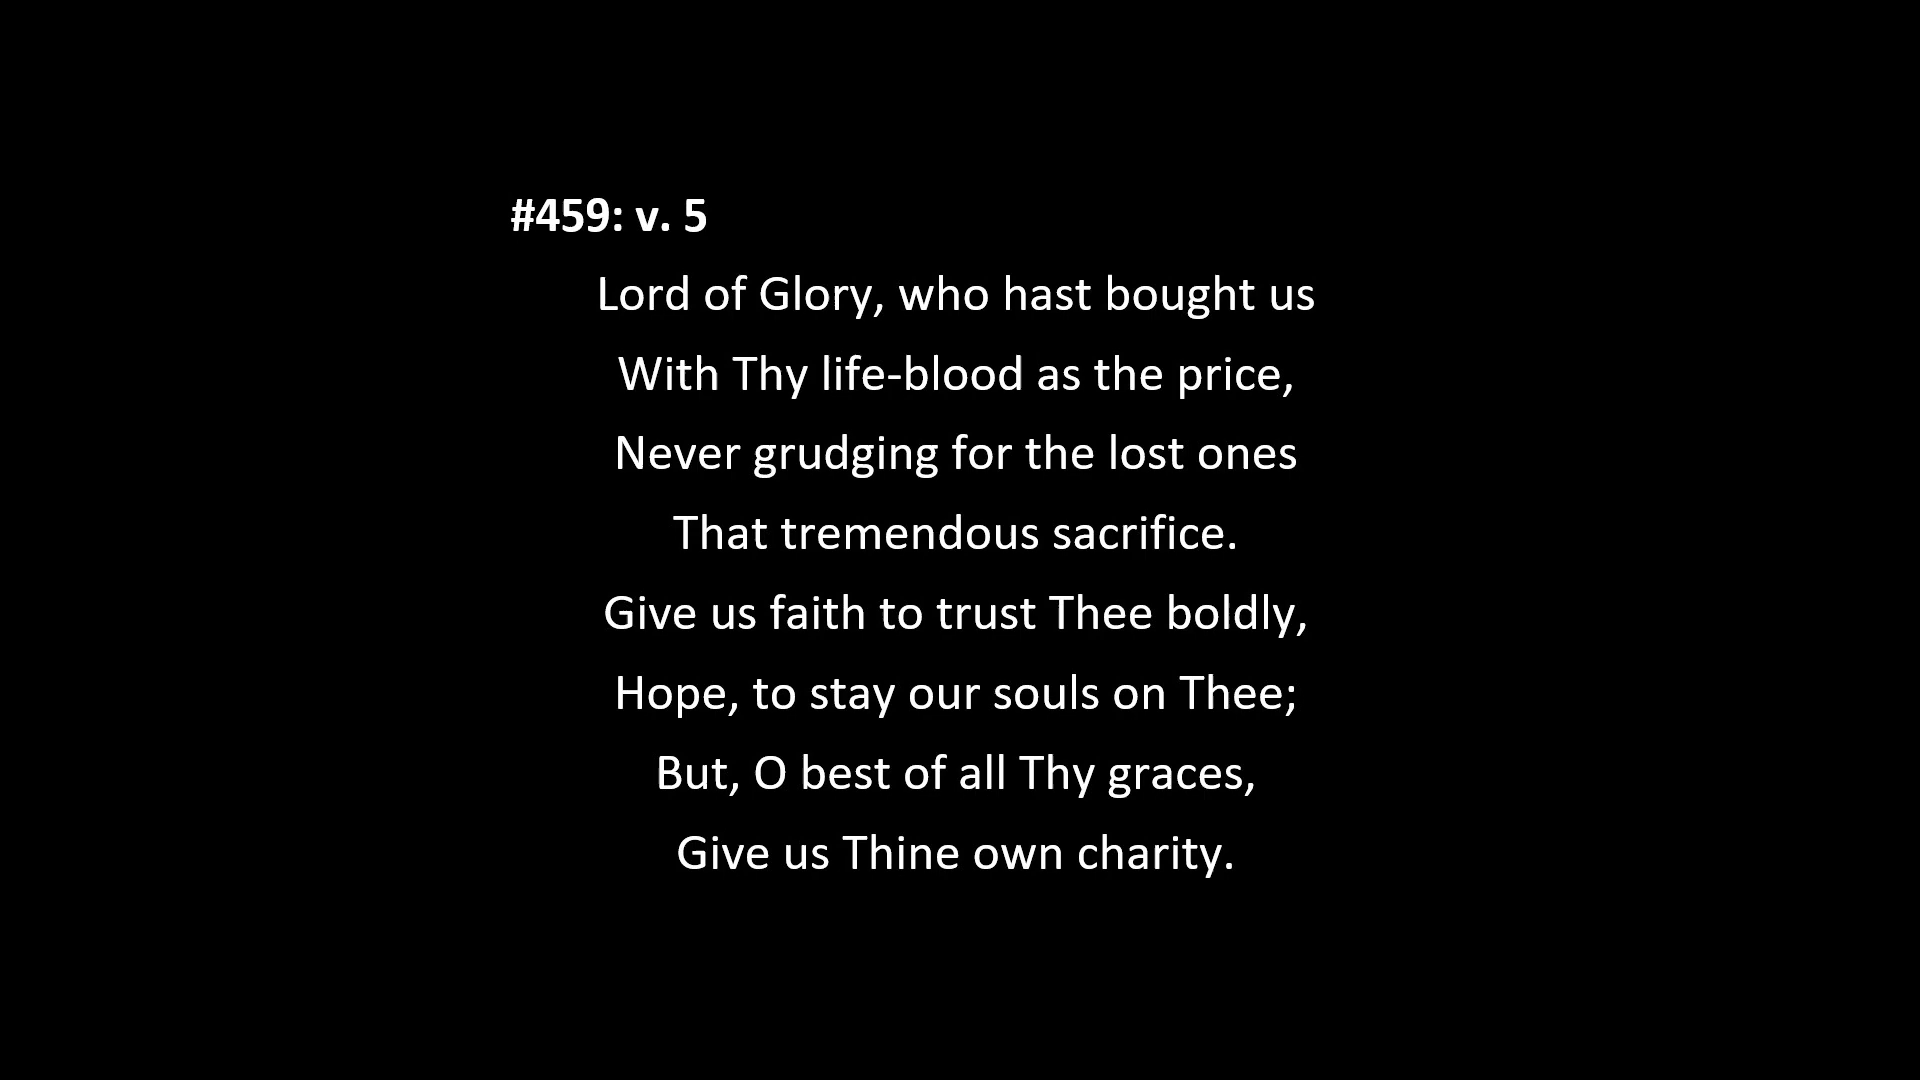 #459: v. 5
Lord of Glory, who hast bought us
With Thy life-blood as the price,
Never grudging for the lost ones
That tremendous sacrifice.
Give us faith to trust Thee boldly,
Hope, to stay our souls on Thee;
But, O best of all Thy graces,
Give us Thine own charity.